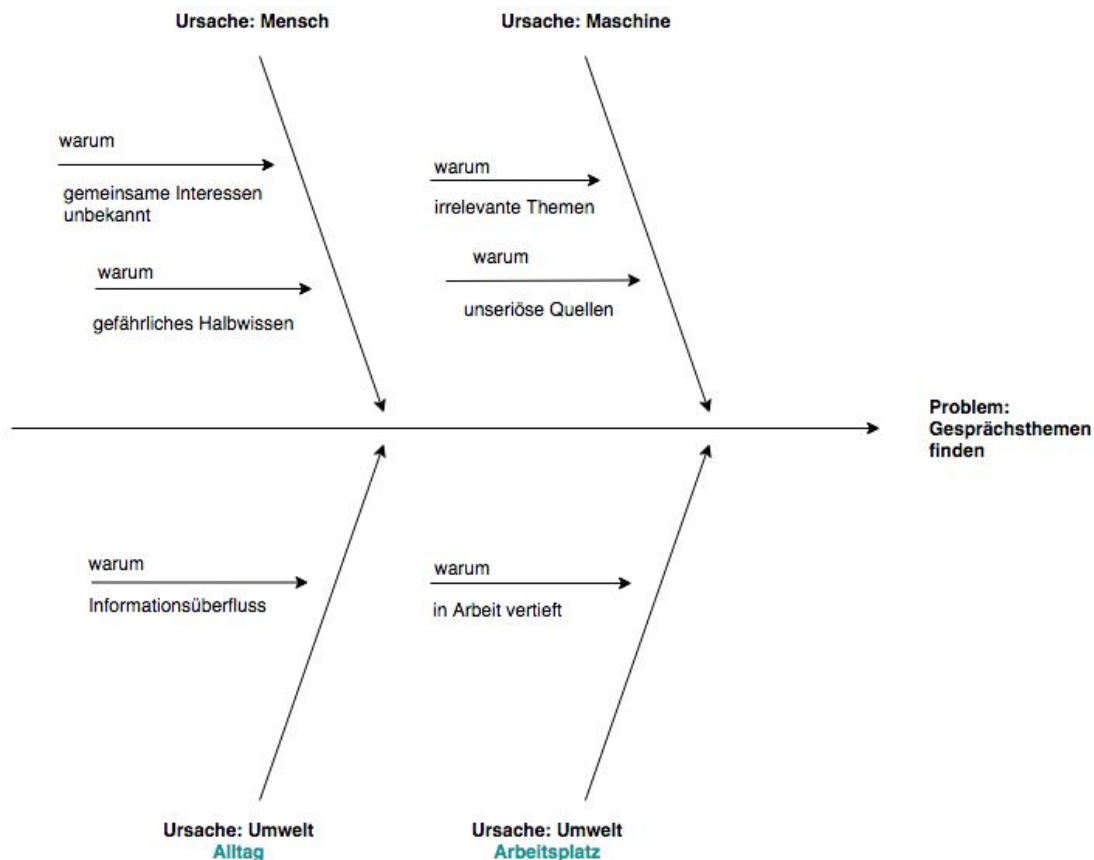 Ursache: Mensch
Ursache: Maschine
warum
gemeinsame Interessen
unbekannt
warum
gefährliches Halbwissen
warum
irrelevante Themen
warum
unseriöse Quellen
Problem:
Gesprächsthemen
finden
warum
Informationsüberfluss
warum
in Arbeit vertieft
Ursache: Umwelt
Alltag
Ursache: Umwelt
Arbeitsplatz